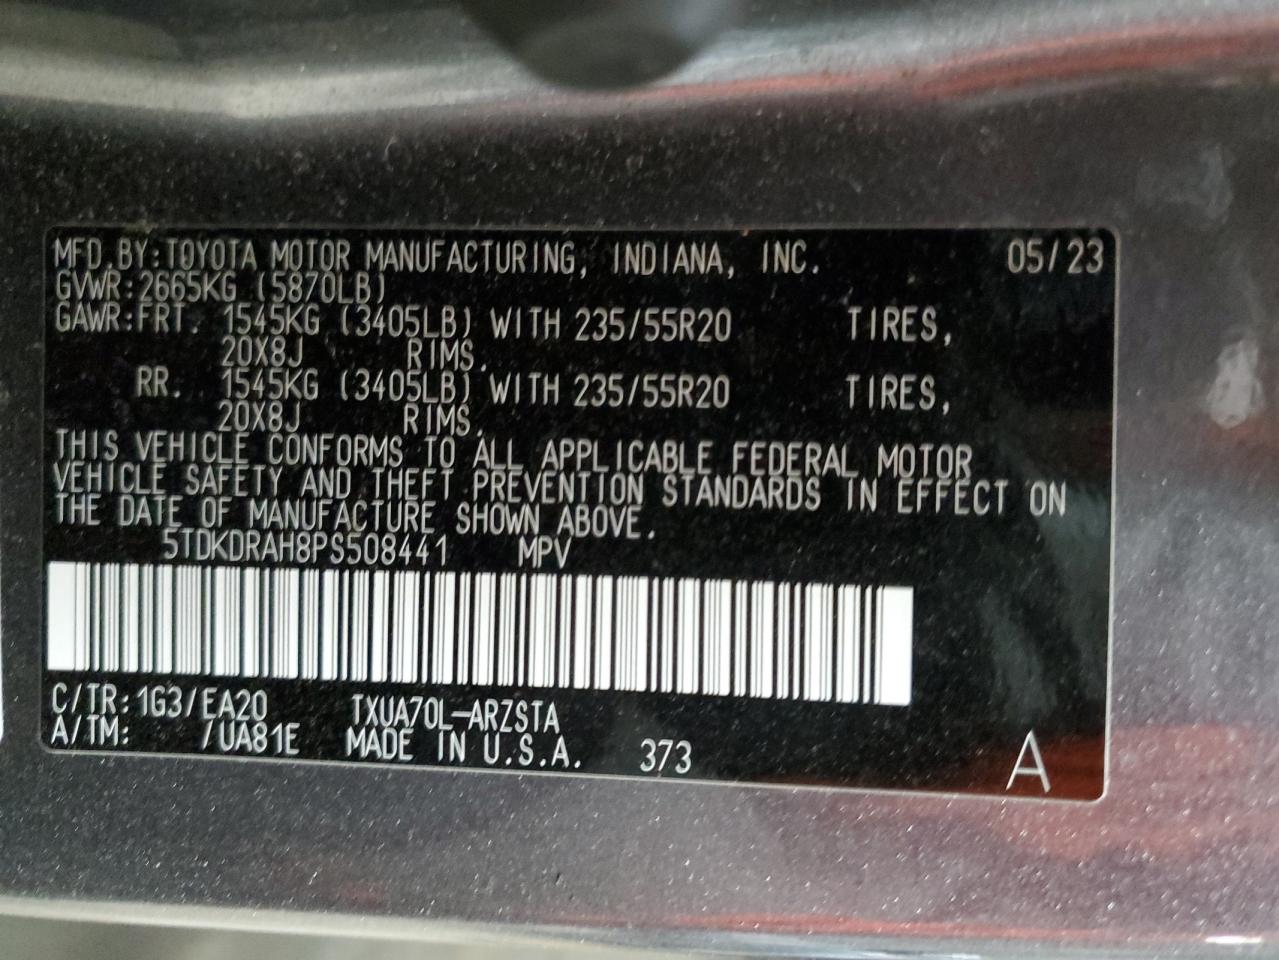 MFD.BY:TOYOTA MOTOR MANUFACTURING, INDIANA, INC. 05/23
GVWR:2665KG (5870LB)
GAWR:FRT. 1545KG (3405LB) WITH 235/55R20 TIRES,
20X8J RIMS.
RR. 1545KG (3405LB) WITH 235/55R20 TIRES,
20X8J RIMS.
THIS VEHICLE CONFORMS TO ALL APPLICABLE FEDERAL MOTOR
VEHICLE SAFETY AND THEFT PREVENTION STANDARDS IN EFFECT ON
THE DATE OF MANUFACTURE SHOWN ABOVE.
5TDKDRAH8PS508441 MPV
C/TR:1G3/EA20 TXUA70L-ARZSTA
A/TM: /UA81E MADE IN U.S.A. 373 A